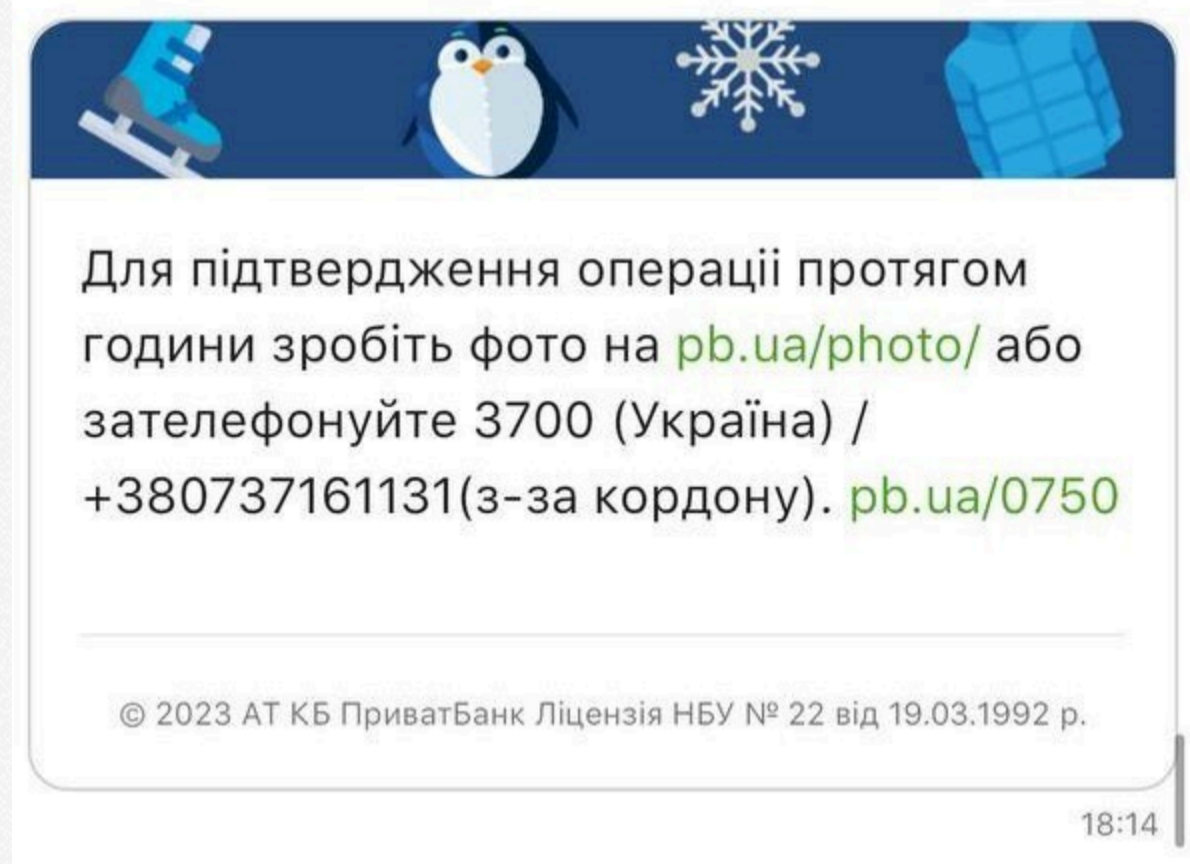 Для підтвердження операціі протягом
години зробіть фото на pb.ua/photo/ або
зателефонуйте 3700 (Україна) /
+380737161131(з-за кордону). pb.ua/0750
© 2023 АТ КБ ПриватБанк Ліцензія НБУ № 22 від 19.03.1992 р.
18:14